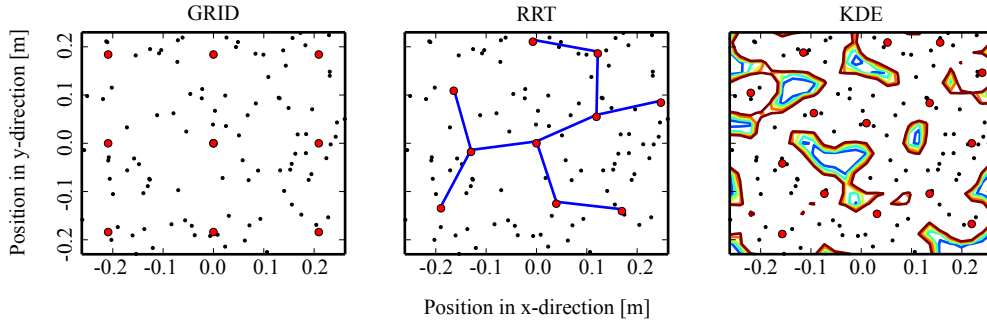 GRID
RRT
KDE
Position in y-direction [m]
0.2
0.1
0.0
-0.1
-0.2
-0.2 -0.1 0.0 0.1 0.2
-0.2 -0.1 0.0 0.1 0.2
-0.2 -0.1 0.0 0.1 0.2
Position in x-direction [m]